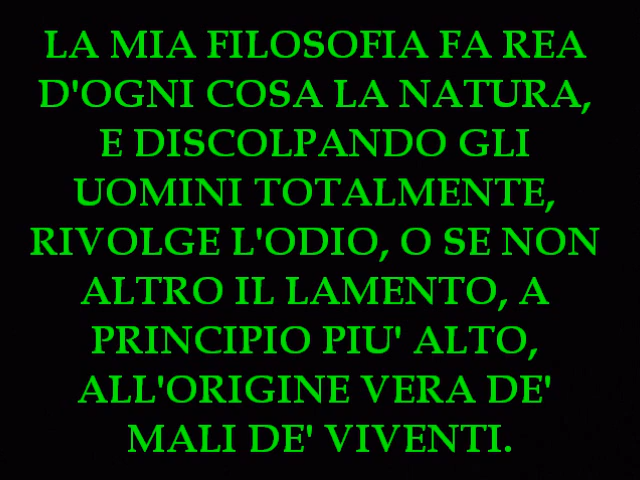 LA MIA FILOSOFIA FA REA
D'OGNI COSA LA NATURA,
E DISCOLPANDO GLI
UOMINI TOTALMENTE,
RIVOLGE L'ODIO, O SE NON
ALTRO IL LAMENTO, A
PRINCIPIO PIU' ALTO,
ALL'ORIGINE VERA DE'
MALI DE' VIVENTI.